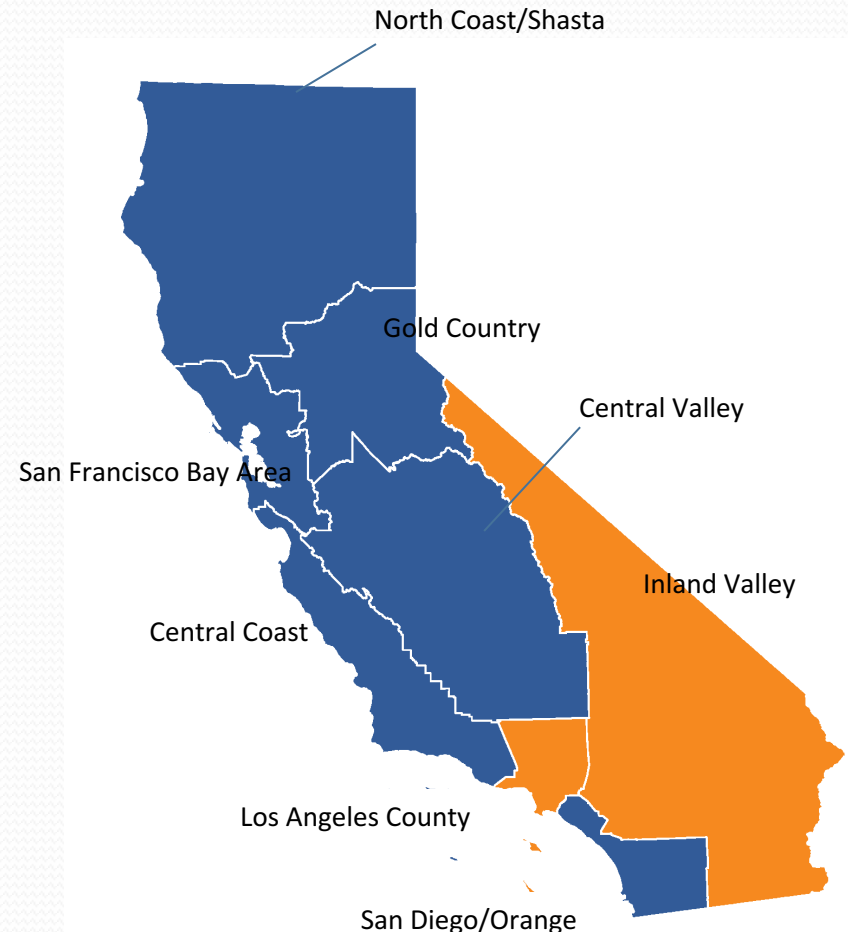 North Coast/Shasta
Gold Country
Central Valley
San Francisco Bay Area
Inland Valley
Central Coast
Los Angeles County
San Diego/Orange